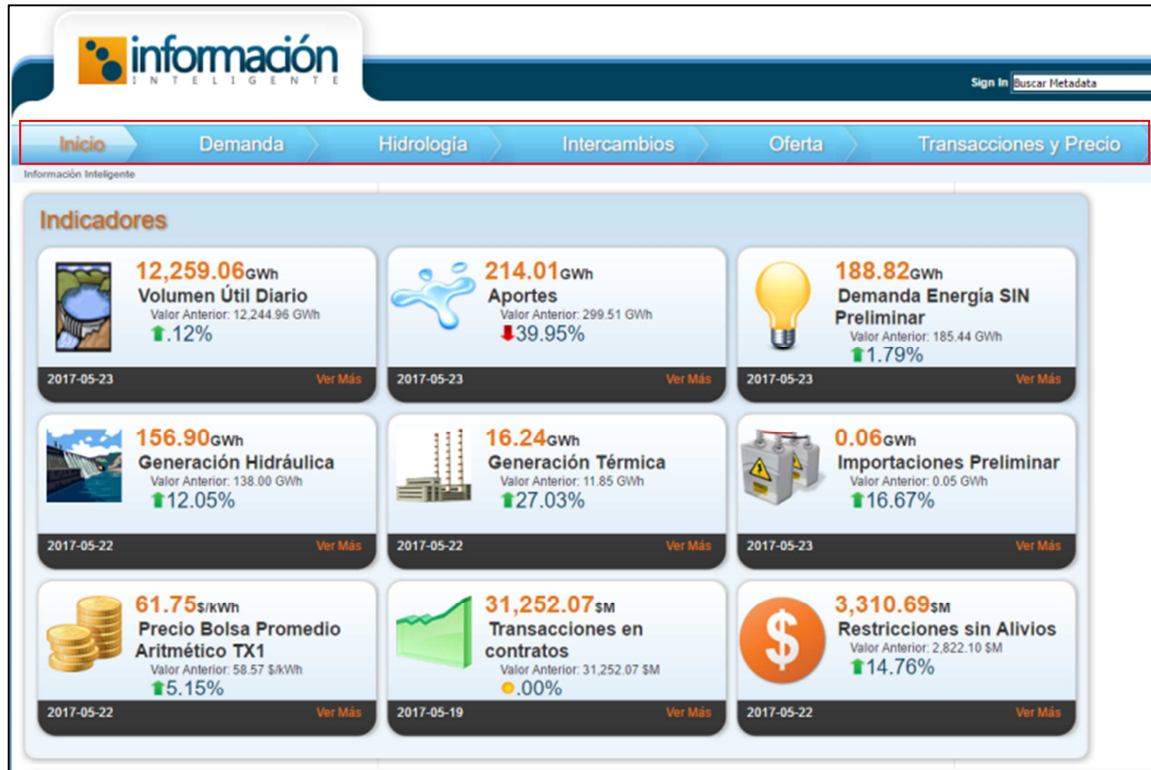 información
INTELIGENTE
Sign In Buscar Metadata
Inicio Demanda Hidrología Intercambios Oferta Transacciones y Precio
Información Inteligente
Indicadores
12,259.06GWh
Volumen Útil Diario
Valor Anterior: 12,244.96 GWh
.12%
2017-05-23 Ver Más
214.01GWh
Aportes
Valor Anterior: 299.51 GWh
39.95%
2017-05-23 Ver Más
188.82GWh
Demanda Energía SIN
Preliminar
Valor Anterior: 185.44 GWh
1.79%
2017-05-23 Ver Más
156.90GWh
Generación Hidráulica
Valor Anterior: 138.00 GWh
12.05%
2017-05-22 Ver Más
16.24GWh
Generación Térmica
Valor Anterior: 11.85 GWh
27.03%
2017-05-22 Ver Más
0.06GWh
Importaciones Preliminar
Valor Anterior: 0.05 GWh
16.67%
2017-05-23 Ver Más
61.75$/KWh
Precio Bolsa Promedio
Aritmético TX1
Valor Anterior: 58.57 $/KWh
5.15%
2017-05-22 Ver Más
31,252.07$M
Transacciones en
contratos
Valor Anterior: 31,252.07 $M
.00%
2017-05-19 Ver Más
3,310.69$M
Restricciones sin Alivios
Valor Anterior: 2,822.10 $M
14.76%
2017-05-22 Ver Más